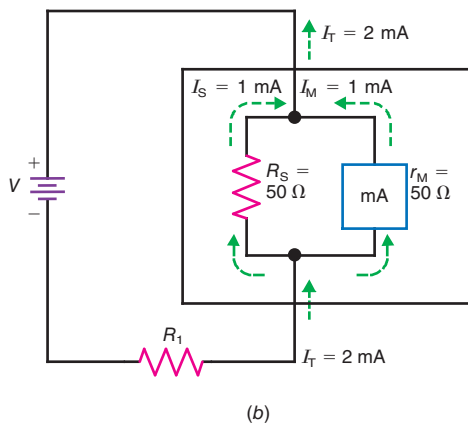 I_T = 2 mA
I_S = 1 mA I_M = 1 mA
+
V
−
R_S =
50 Ω
mA
r_M =
50 Ω
R_1
I_T = 2 mA
(b)